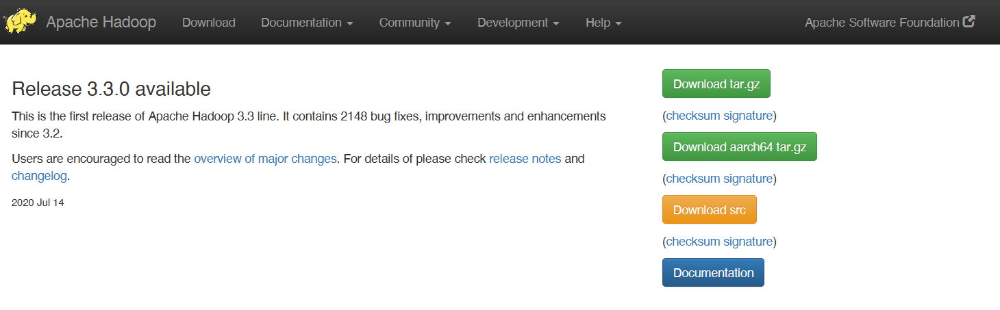 Apache Hadoop Download Documentation Community Development Help Apache Software Foundation
Release 3.3.0 available
This is the first release of Apache Hadoop 3.3 line. It contains 2148 bug fixes, improvements and enhancements
since 3.2.
Users are encouraged to read the overview of major changes. For details of please check release notes and
changelog.
2020 Jul 14
Download tar.gz
(checksum signature)
Download aarch64 tar.gz
(checksum signature)
Download src
(checksum signature)
Documentation